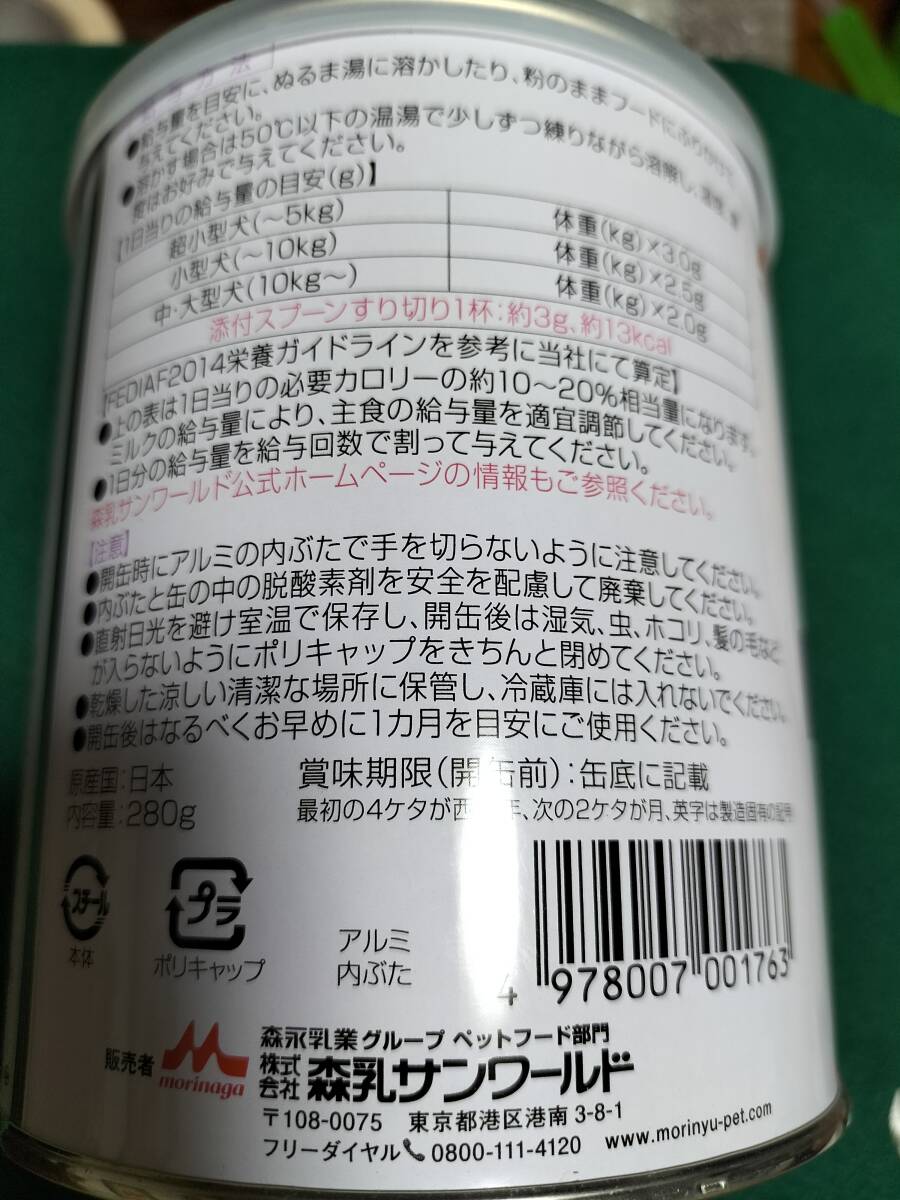 給与方法
●給与量を目安に、ぬるま湯に溶かしたり、粉のままフードにふりかけて
与えてください。
●溶かす場合は50℃以下の温湯で少しずつ練りながら溶解し、濃
度はお好みで与えてください。
【1日当りの給与量の目安(g)】
超小型犬(〜5kg) 体重(kg)×3.0g
小型犬(〜10kg) 体重(kg)×2.5g
中・大型犬(10kg〜) 体重(kg)×2.0g
添付スプーンすり切り1杯:約3g、約13kcal
【FEDIAF2014栄養ガイドラインを参考に当社にて算定】
●上の表は1日当りの必要カロリーの約10〜20%相当量になります。
ミルクの給与量により、主食の給与量を適宜調節してください。
●1日分の給与量を給与回数で割って与えてください。
森乳サンワールド公式ホームページの情報もご参照ください。
【注意】
●開缶時にアルミの内ぶたで手を切らないように注意してください。
●内ぶたと缶の中の脱酸素剤を安全を配慮して廃棄してください。
●直射日光を避け室温で保存し、開缶後は湿気、虫、ホコリ、髪の毛など
が入らないようにポリキャップをきちんと閉めてください。
●乾燥した涼しい清潔な場所に保管し、冷蔵庫には入れないでください。
●開缶後はなるべくお早めに1カ月を目安にご使用ください。
原産国:日本 賞味期限(開缶前):缶底に記載
内容量:280g 最初の4ケタが西 年、次の2ケタが月、英字は製造固有の記号
スチール
本体
プラ
ポリキャップ
アルミ
内ぶた
4 978007 001763
販売者
morinaga
森永乳業グループ ペットフード部門
株式会社 森乳サンワールド
〒108-0075 東京都港区港南3-8-1
フリーダイヤル 0800-111-4120 www.morinyu-pet.com